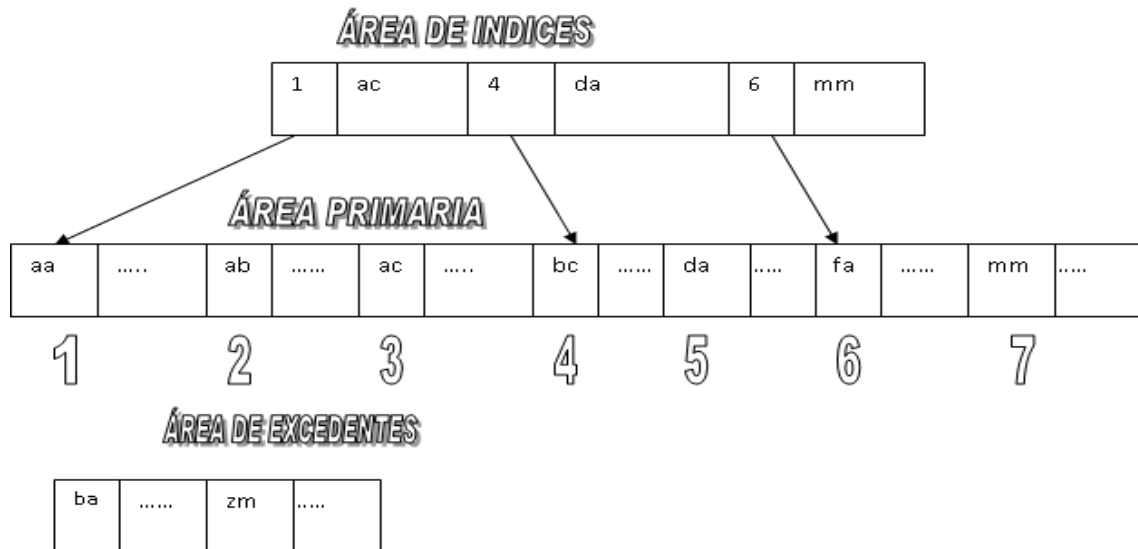 ÁREA DE INDICES
1 ac 4 da 6 mm
ÁREA PRIMARIA
aa ..... ab ...... ac ..... bc ...... da ..... fa ...... mm .....
1 2 3 4 5 6 7
ÁREA DE EXCEDENTES
ba ...... zm .....